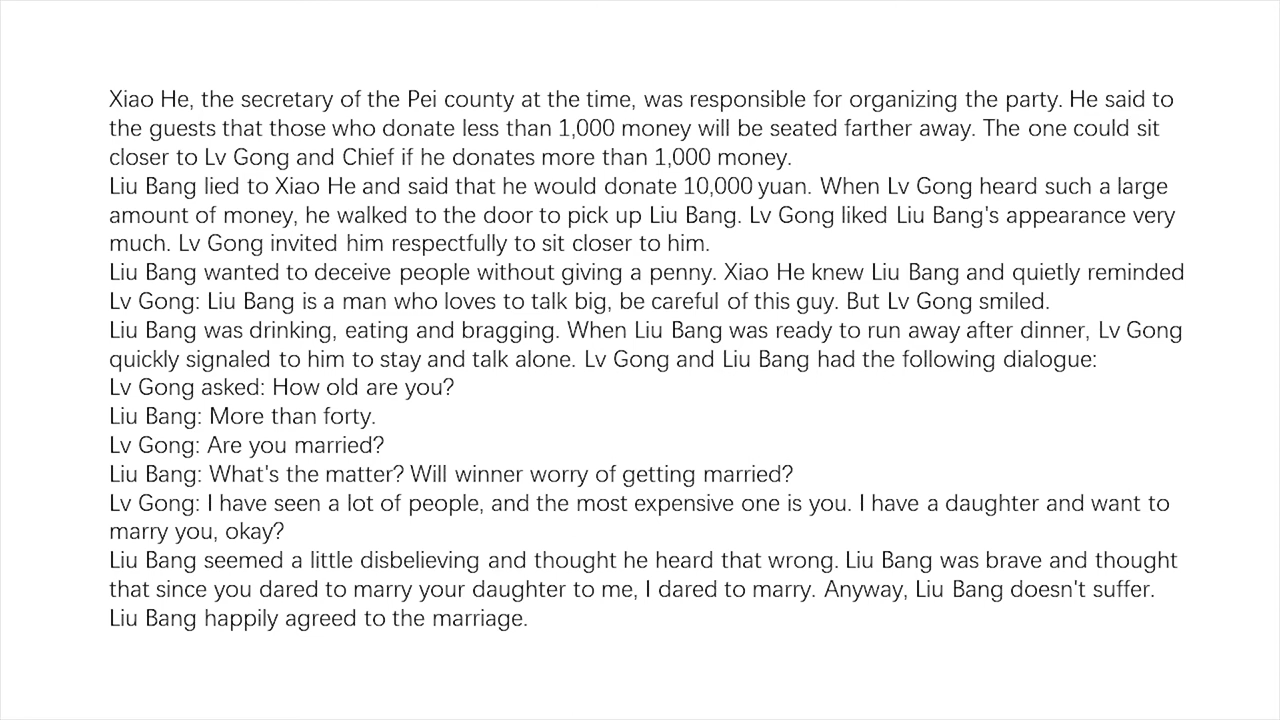 Xiao He, the secretary of the Pei county at the time, was responsible for organizing the party. He said to
the guests that those who donate less than 1,000 money will be seated farther away. The one could sit
closer to Lv Gong and Chief if he donates more than 1,000 money.
Liu Bang lied to Xiao He and said that he would donate 10,000 yuan. When Lv Gong heard such a large
amount of money, he walked to the door to pick up Liu Bang. Lv Gong liked Liu Bang's appearance very
much. Lv Gong invited him respectfully to sit closer to him.
Liu Bang wanted to deceive people without giving a penny. Xiao He knew Liu Bang and quietly reminded
Lv Gong: Liu Bang is a man who loves to talk big, be careful of this guy. But Lv Gong smiled.
Liu Bang was drinking, eating and bragging. When Liu Bang was ready to run away after dinner, Lv Gong
quickly signaled to him to stay and talk alone. Lv Gong and Liu Bang had the following dialogue:
Lv Gong asked: How old are you?
Liu Bang: More than forty.
Lv Gong: Are you married?
Liu Bang: What's the matter? Will winner worry of getting married?
Lv Gong: I have seen a lot of people, and the most expensive one is you. I have a daughter and want to
marry you, okay?
Liu Bang seemed a little disbelieving and thought he heard that wrong. Liu Bang was brave and thought
that since you dared to marry your daughter to me, I dared to marry. Anyway, Liu Bang doesn't suffer.
Liu Bang happily agreed to the marriage.